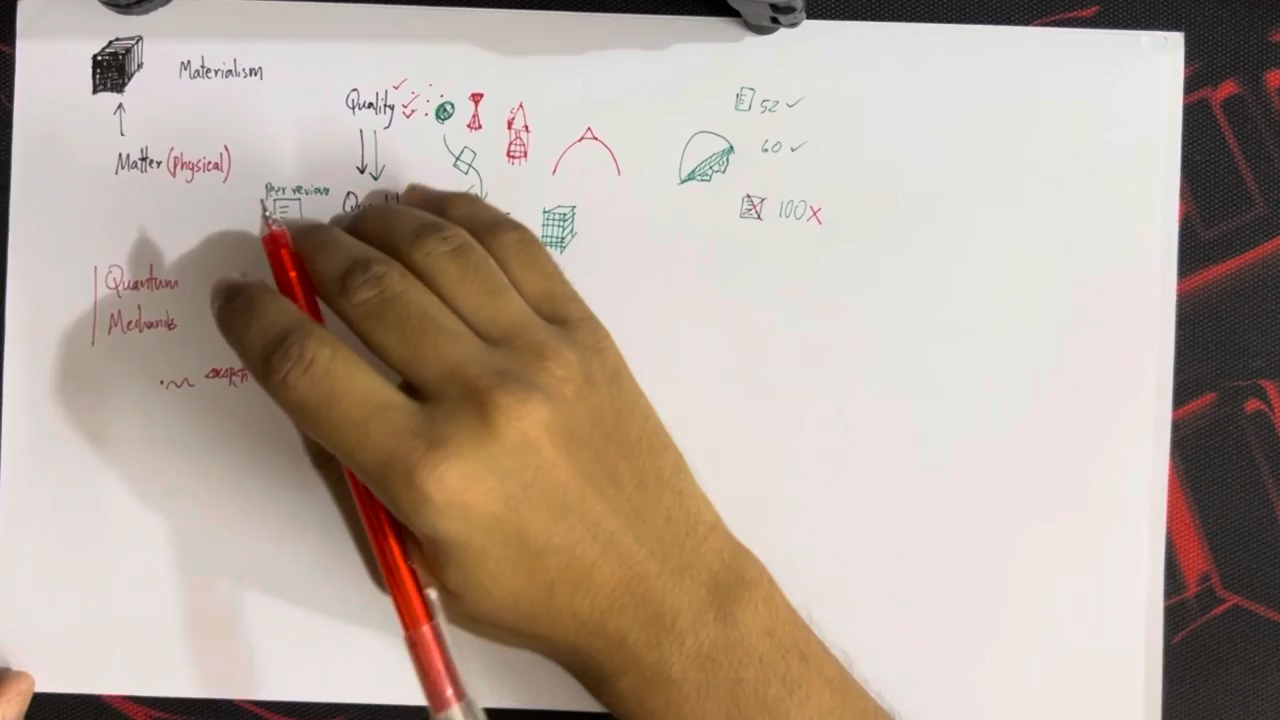 Materialism
Quality
52 ✓
60 ✓
Matter (physical)
Peer review
100 x
Quantum
Mechanics